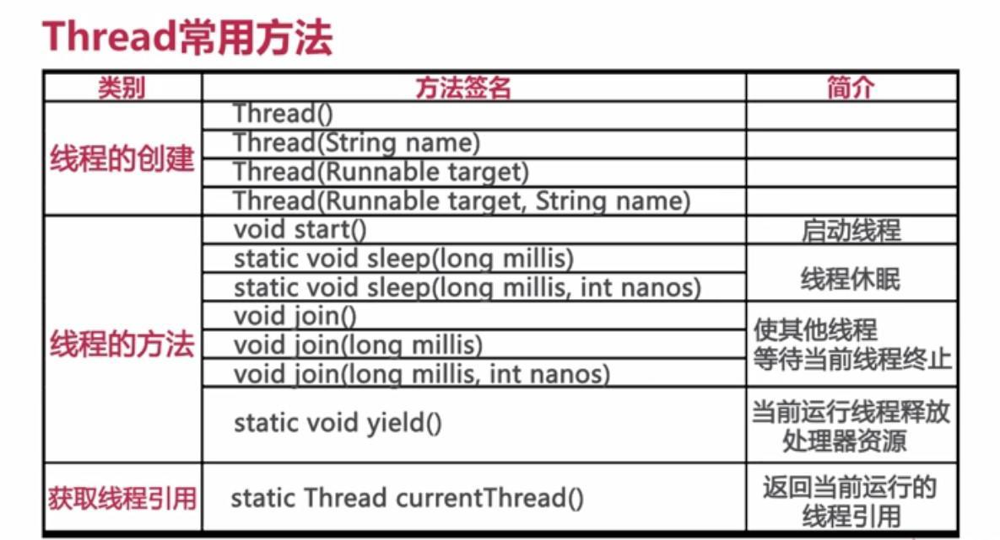 Thread常用方法
类别 方法签名 简介
线程的创建
Thread()
Thread(String name)
Thread(Runnable target)
Thread(Runnable target, String name)
线程的方法
void start() 启动线程
static void sleep(long millis)
static void sleep(long millis, int nanos)
线程休眠
void join()
void join(long millis)
void join(long millis, int nanos)
使其他线程
等待当前线程终止
static void yield()
当前运行线程释放
处理器资源
获取线程引用
static Thread currentThread()
返回当前运行的
线程引用